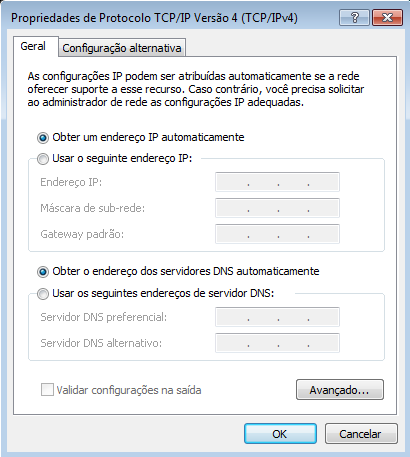 Propriedades de Protocolo TCP/IP Versão 4 (TCP/IPv4)
Geral
Configuração alternativa
As configurações IP podem ser atribuídas automaticamente se a rede
oferecer suporte a esse recurso. Caso contrário, você precisa solicitar
ao administrador de rede as configurações IP adequadas.
Obter um endereço IP automaticamente
Usar o seguinte endereço IP:
Endereço IP:
Máscara de sub-rede:
Gateway padrão:
Obter o endereço dos servidores DNS automaticamente
Usar os seguintes endereços de servidor DNS:
Servidor DNS preferencial:
Servidor DNS alternativo:
Validar configurações na saída
Avançado...
OK
Cancelar